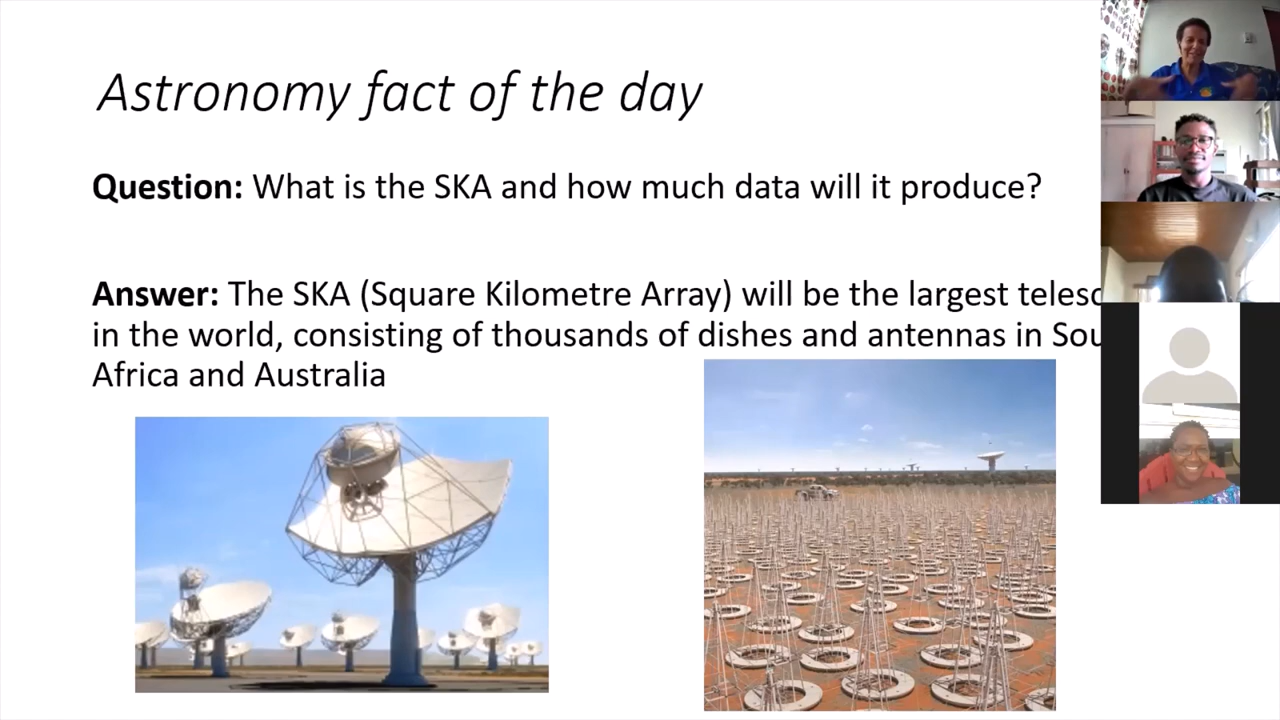 Astronomy fact of the day
Question: What is the SKA and how much data will it produce?
Answer: The SKA (Square Kilometre Array) will be the largest
in the world, consisting of thousands of dishes and antennas in
Africa and Australia